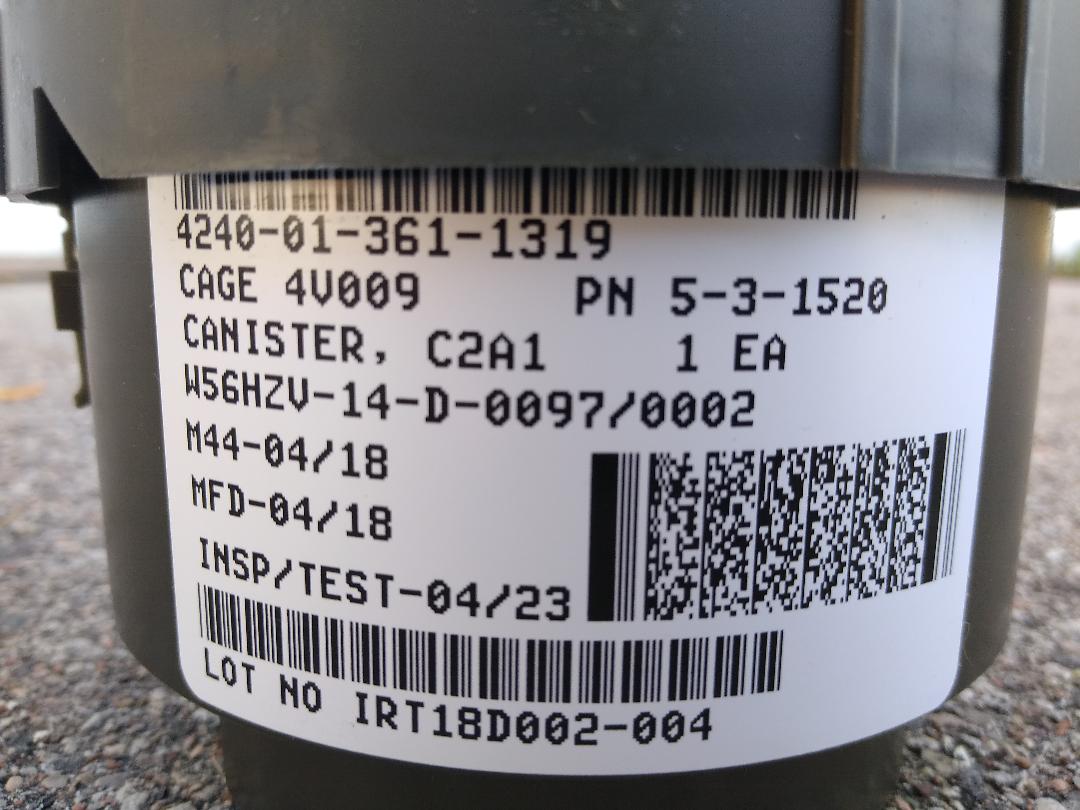 4240-01-361-1319
CAGE 4V009 PN 5-3-1520
CANISTER, C2A1 1 EA
W56HZV-14-D-0097/0002
M44-04/18
MFD-04/18
INSP/TEST-04/23
LOT NO IRT18D002-004